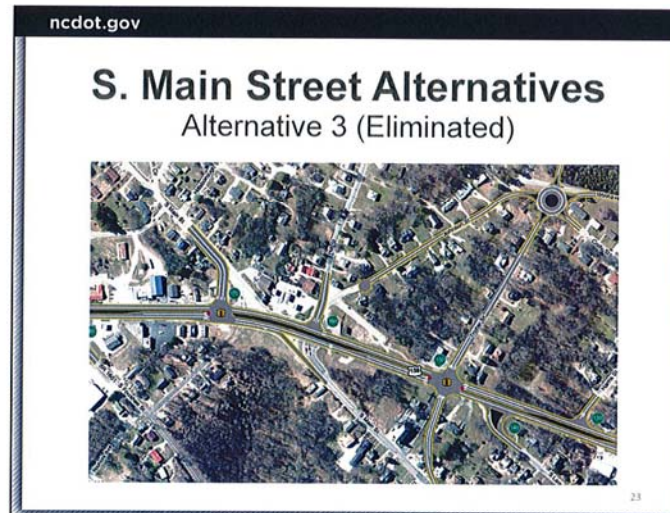 ncdot.gov
S. Main Street Alternatives
Alternative 3 (Eliminated)
23